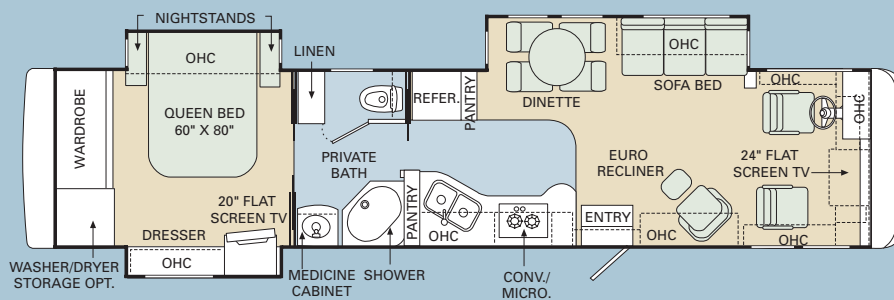 NIGHTSTANDS
OHC
LINEN
WARDROBE
QUEEN BED
60" X 80"
REFER.
PANTRY
DINETTE
OHC
SOFA BED
OHC
OHC
PRIVATE
BATH
EURO
RECLINER
24" FLAT
SCREEN TV
20" FLAT
SCREEN TV
PANTRY
DRESSER
OHC
OHC
ENTRY
OHC
OHC
WASHER/DRYER
STORAGE OPT.
MEDICINE
CABINET
SHOWER
CONV./
MICRO.